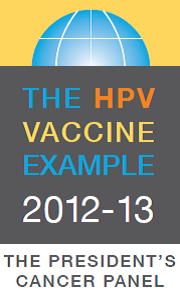 THE HPV
VACCINE
EXAMPLE
2012-13
THE PRESIDENT'S
CANCER PANEL